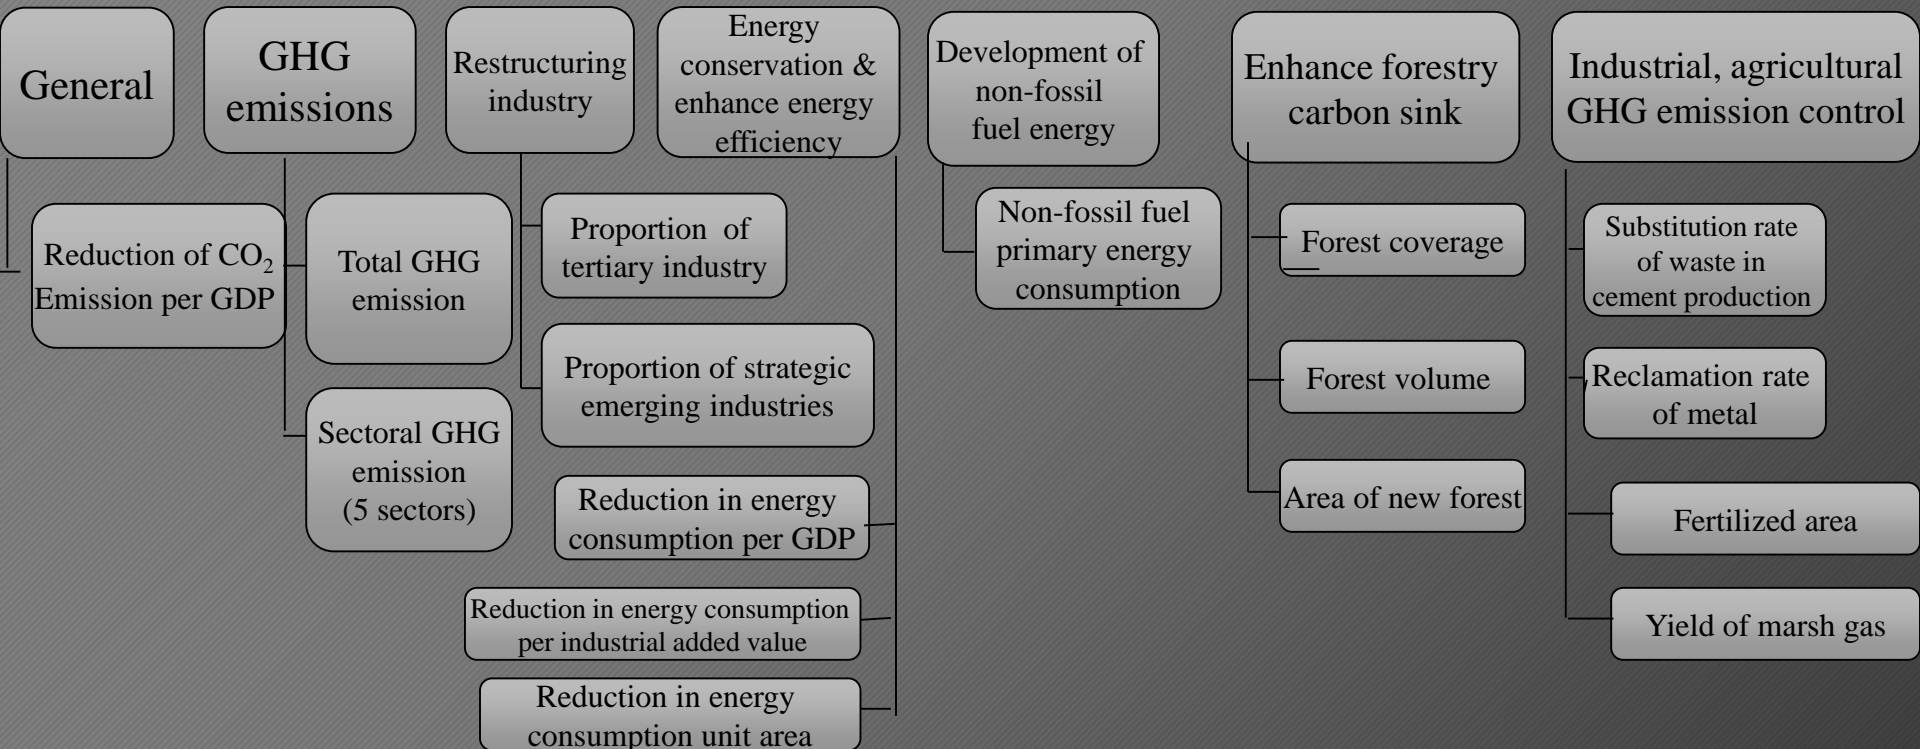 General
Reduction of CO₂
Emission per GDP
GHG
emissions
Total GHG
emission
Sectoral GHG
emission
(5 sectors)
Restructuring
industry
Proportion of
tertiary industry
Proportion of strategic
emerging industries
Energy
conservation &
enhance energy
efficiency
Reduction in energy
consumption per GDP
Reduction in energy consumption
per industrial added value
Reduction in energy
consumption unit area
Development of
non-fossil
fuel energy
Non-fossil fuel
primary energy
consumption
Enhance forestry
carbon sink
Forest coverage
Forest volume
Area of new forest
Industrial, agricultural
GHG emission control
Substitution rate
of waste in
cement production
Reclamation rate
of metal
Fertilized area
Yield of marsh gas